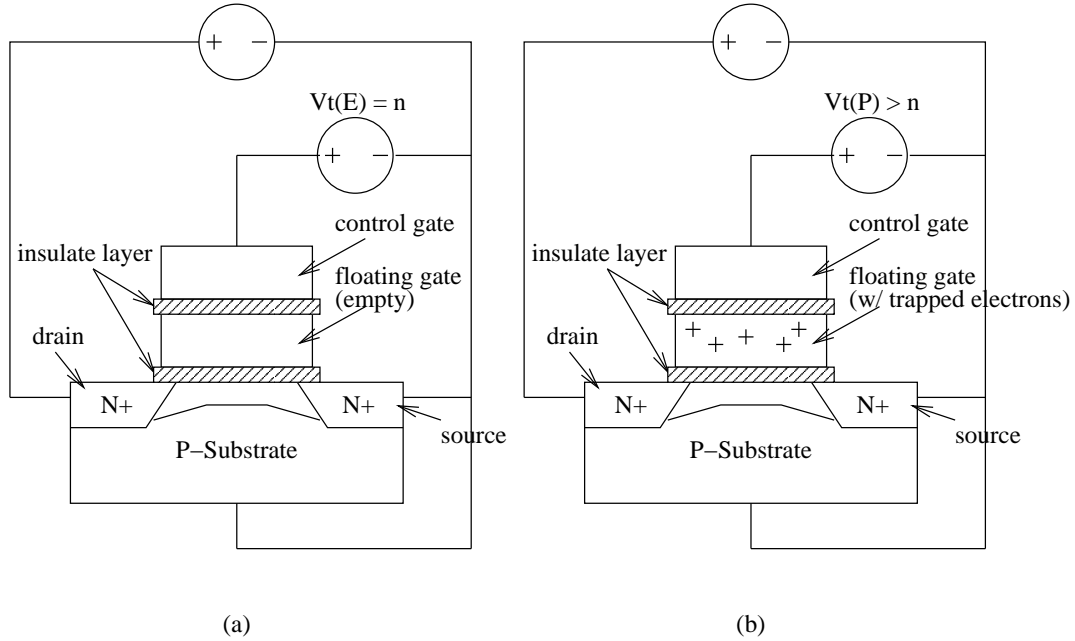 + −
Vt(E) = n
+ −
control gate
insulate layer
floating gate
(empty)
drain
N+
N+
source
P−Substrate
(a)
+ −
Vt(P) > n
+ −
control gate
insulate layer
floating gate
(w/ trapped electrons)
+ + + + +
drain
N+
N+
source
P−Substrate
(b)